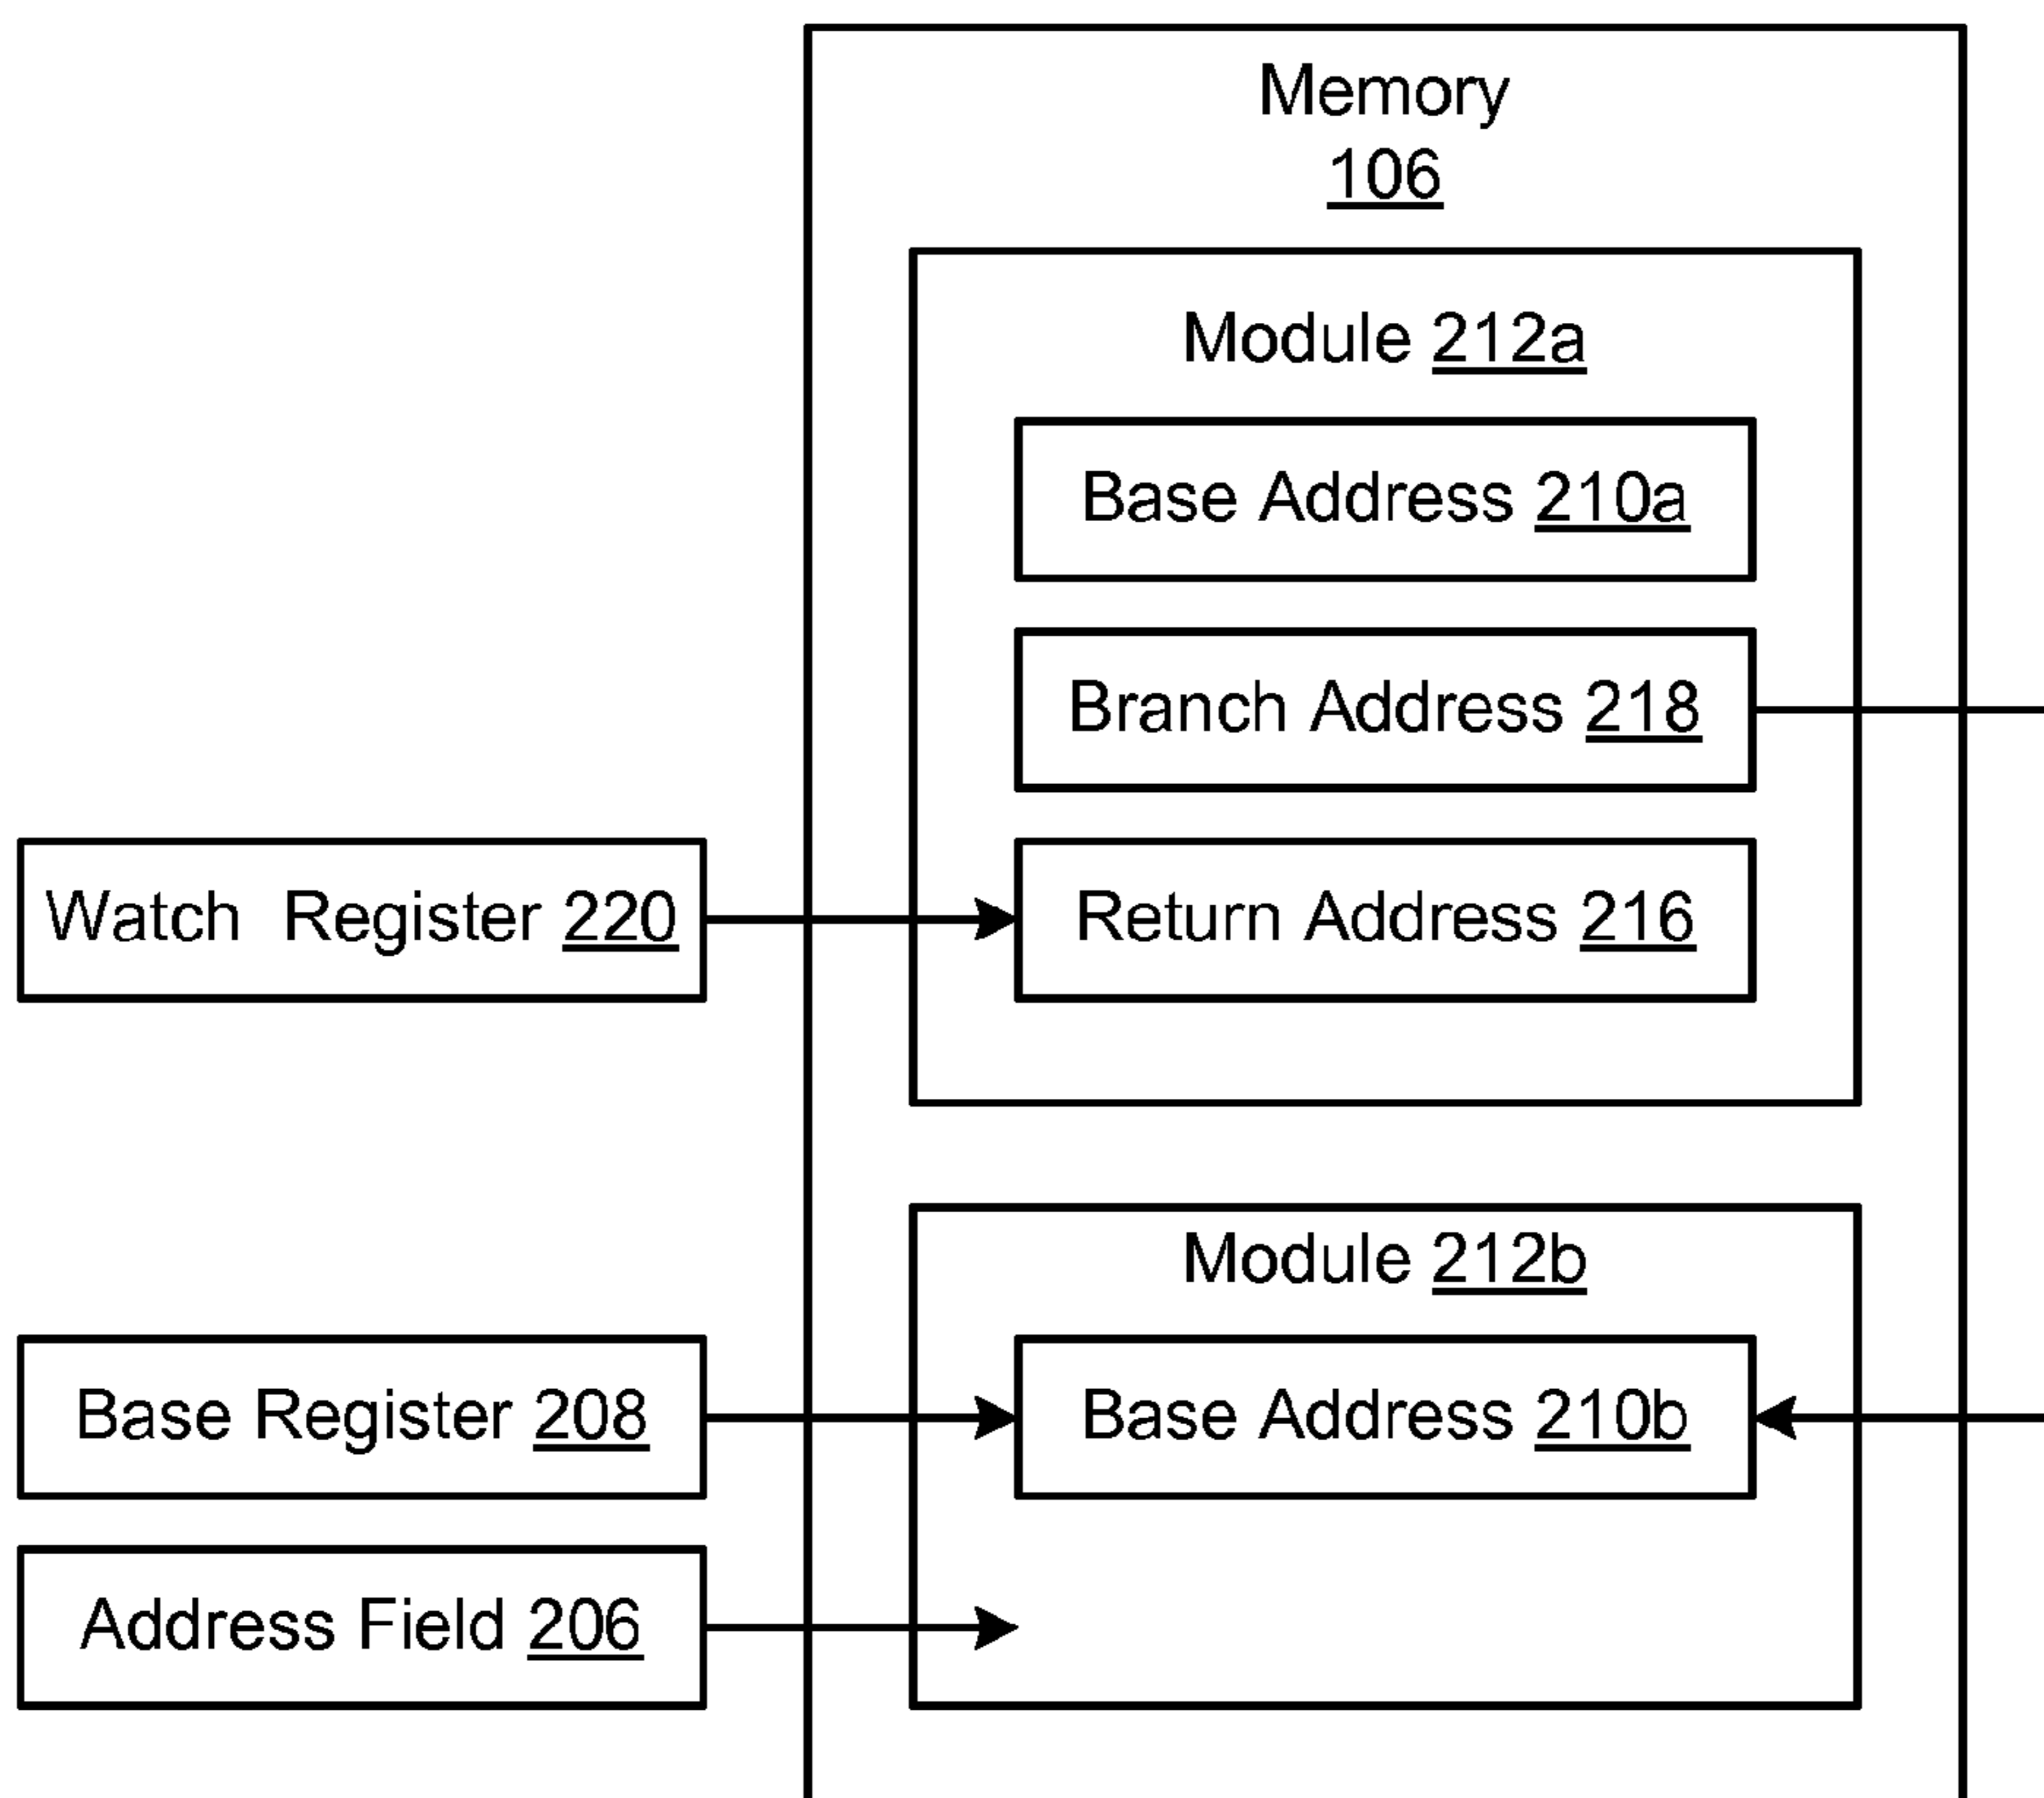 Memory
106
Module 212a
Base Address 210a
Branch Address 218
Watch Register 220
Return Address 216
Module 212b
Base Register 208
Base Address 210b
Address Field 206